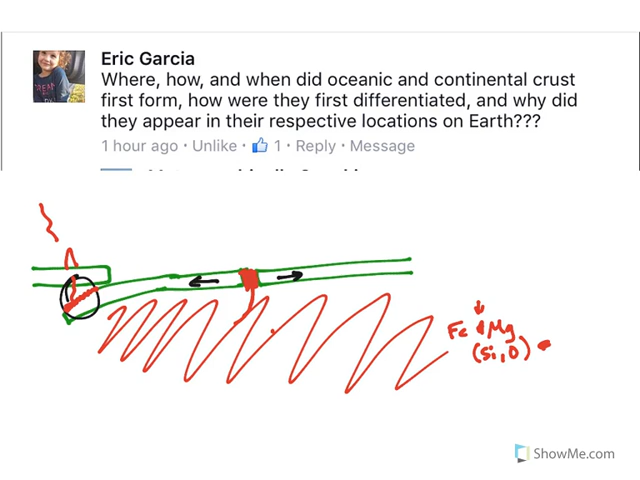 Eric Garcia
Where, how, and when did oceanic and continental crust
first form, how were they first differentiated, and why did
they appear in their respective locations on Earth???
1 hour ago · Unlike · 1 · Reply · Message
Fe & Mg
(Si, O)
ShowMe.com